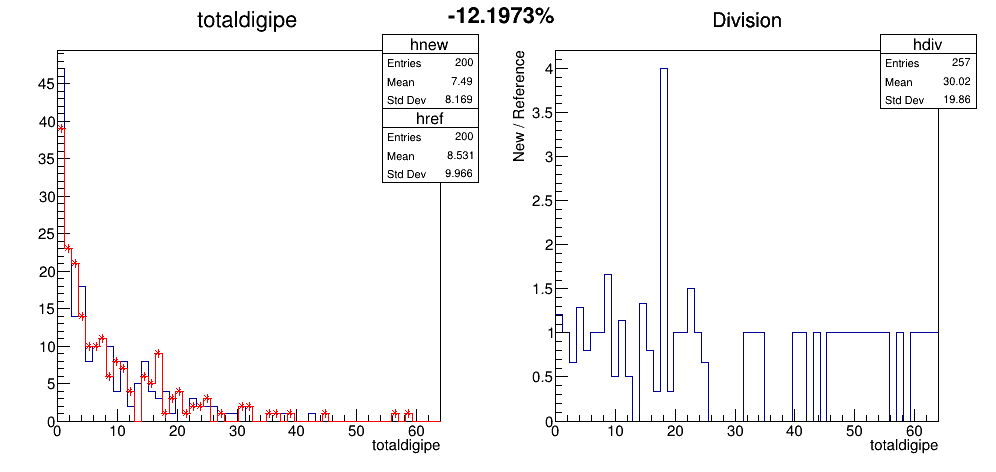 -12.1973%
totaldigipe
hnew
Entries 200
Mean 7.49
Std Dev 8.169
href
Entries 200
Mean 8.531
Std Dev 9.966
45
40
35
30
25
20
15
10
5
0
0 10 20 30 40 50 60
totaldigipe
Division
hdiv
Entries 257
Mean 30.02
Std Dev 19.86
New / Reference
4
3.5
3
2.5
2
1.5
1
0.5
0
0 10 20 30 40 50 60
totaldigipe